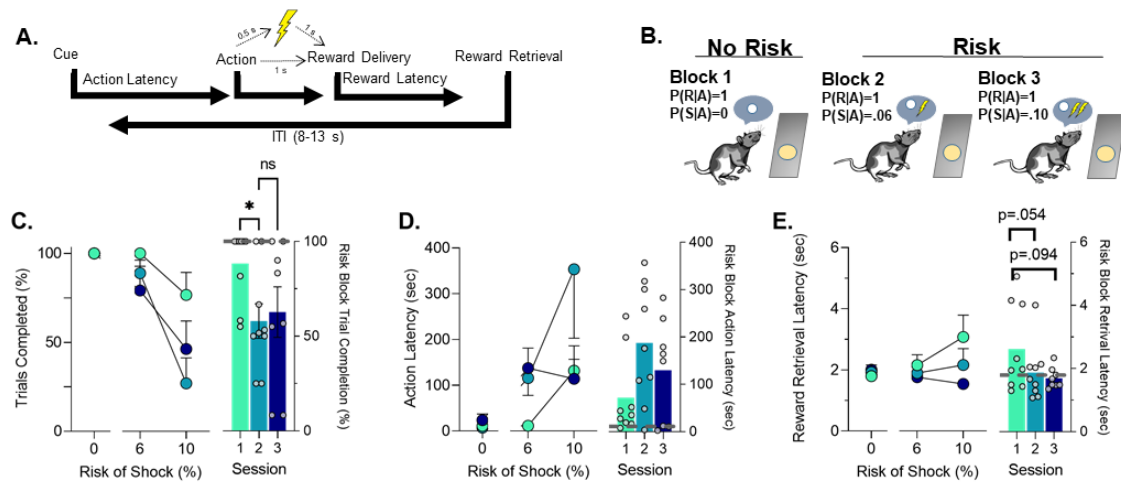 A.
Cue
0.5 s
1 s
Action
1 s
Reward Delivery
Reward Retrieval
Action Latency
Reward Latency
ITI (8-13 s)
B.
No Risk
Risk
Block 1
P(R|A)=1
P(S|A)=0
Block 2
P(R|A)=1
P(S|A)=.06
Block 3
P(R|A)=1
P(S|A)=.10
C.
Trials Completed (%)
100
50
0
0
6
10
Risk of Shock (%)
ns
*
100
50
0
Risk Block Trial Completion (%)
1
2
3
Session
D.
Action Latency (sec)
400
300
200
100
0
0
6
10
Risk of Shock (%)
400
300
200
100
0
Risk Block Action Latency (sec)
1
2
3
Session
E.
Reward Retrieval Latency (sec)
6
4
2
0
0
6
10
Risk of Shock (%)
p=.054
p=.094
6
4
2
0
Risk Block Retrival Latency (sec)
1
2
3
Session